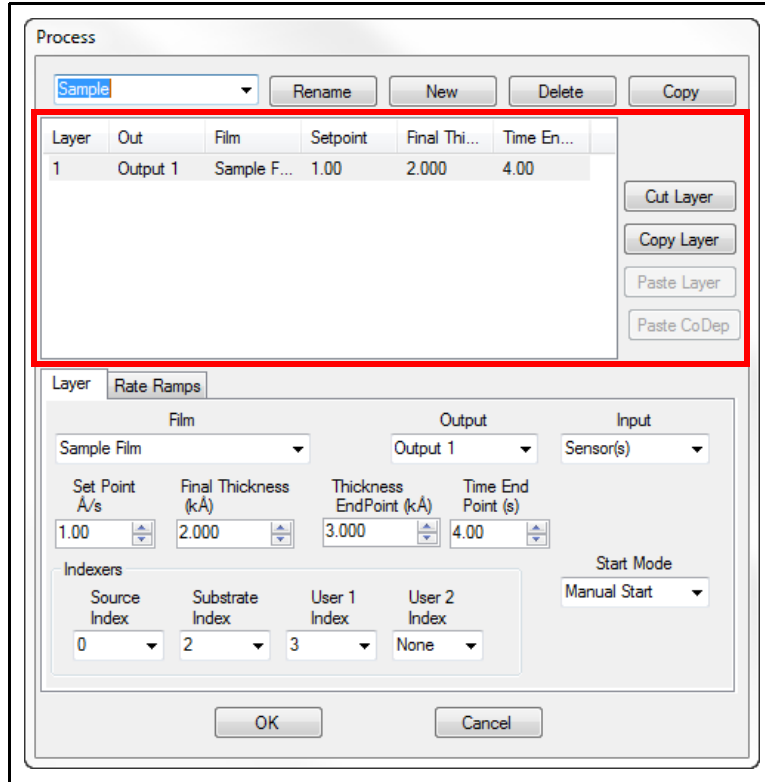 Process
Sample Rename New Delete Copy
Layer Out Film Setpoint Final Thi... Time En...
1 Output 1 Sample F... 1.00 2.000 4.00
Cut Layer
Copy Layer
Paste Layer
Paste CoDep
Layer Rate Ramps
Film Output Input
Sample Film Output 1 Sensor(s)
Set Point Final Thickness Thickness Time End
Å/s (kÅ) EndPoint (kÅ) Point (s)
1.00 2.000 3.000 4.00
Start Mode
Manual Start
Indexers
Source Substrate User 1 User 2
Index Index Index Index
0 2 3 None
OK Cancel